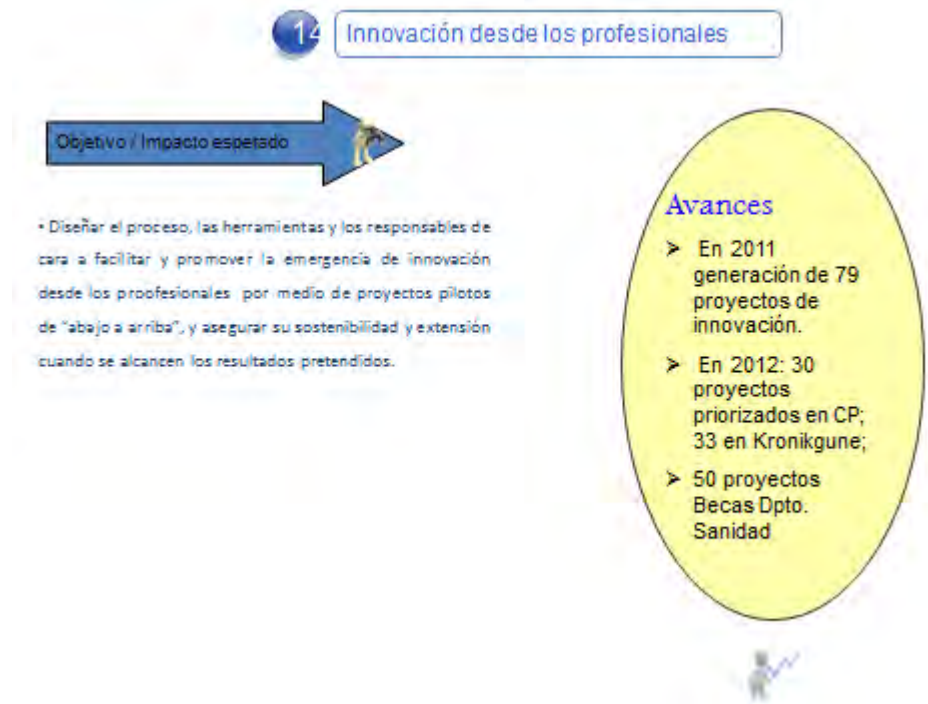 14 Innovación desde los profesionales
Objetivo / Impacto esperado
• Diseñar el proceso, las herramientas y los responsables de
cara a facilitar y promover la emergencia de innovación
desde los proofesionales por medio de proyectos pilotos
de "abajo a arriba", y asegurar su sostenibilidad y extensión
cuando se alcancen los resultados pretendidos.
Avances
➢ En 2011
generación de 79
proyectos de
innovación.
➢ En 2012: 30
proyectos
priorizados en CP;
33 en Kronikgune;
➢ 50 proyectos
Becas Dpto.
Sanidad